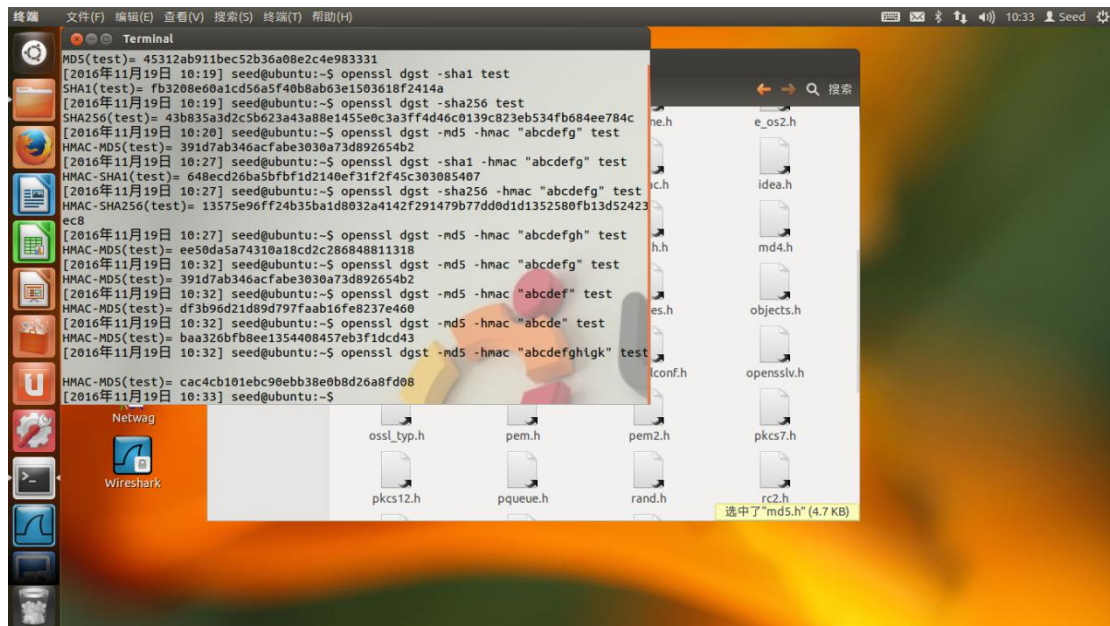 终端 文件(F) 编辑(E) 查看(V) 搜索(S) 终端(T) 帮助(H) 10:33 Seed
Terminal
MD5(test)= 45312ab911bec52b36a08e2c4e983331
[2016年11月19日 10:19] seed@ubuntu:~$ openssl dgst -sha1 test
SHA1(test)= fb3208e60a1cd56a5f40b8ab63e1503618f2414a
[2016年11月19日 10:19] seed@ubuntu:~$ openssl dgst -sha256 test
SHA256(test)= 43b835a3d2c5b623a43a88e1455e0c3a3ff4d46c0139c823eb534fb684ee784c
[2016年11月19日 10:20] seed@ubuntu:~$ openssl dgst -md5 -hmac "abcdefg" test
HMAC-MD5(test)= 391d7ab346acfabe3030a73d892654b2
[2016年11月19日 10:27] seed@ubuntu:~$ openssl dgst -sha1 -hmac "abcdefg" test
HMAC-SHA1(test)= 648ecd26ba5bfbf1d2140ef31f2f45c303085407
[2016年11月19日 10:27] seed@ubuntu:~$ openssl dgst -sha256 -hmac "abcdefg" test
HMAC-SHA256(test)= 13575e96ff24b35ba1d8032a4142f291479b77dd0d1d1352580fb13d52423
ec8
[2016年11月19日 10:27] seed@ubuntu:~$ openssl dgst -md5 -hmac "abcdefgh" test
HMAC-MD5(test)= ee50da5a74310a18cd2c286848811318
[2016年11月19日 10:32] seed@ubuntu:~$ openssl dgst -md5 -hmac "abcdefg" test
HMAC-MD5(test)= 391d7ab346acfabe3030a73d892654b2
[2016年11月19日 10:32] seed@ubuntu:~$ openssl dgst -md5 -hmac "abcdef" test
HMAC-MD5(test)= df3b96d21d89d797faab16fe8237e460
[2016年11月19日 10:32] seed@ubuntu:~$ openssl dgst -md5 -hmac "abcde" test
HMAC-MD5(test)= baa326bfb8ee1354408457eb3f1dcd43
[2016年11月19日 10:32] seed@ubuntu:~$ openssl dgst -md5 -hmac "abcdefghigk" test
HMAC-MD5(test)= cac4cb101ebc90ebb38e0b8d26a8fd08
[2016年11月19日 10:33] seed@ubuntu:~$
搜索
ne.h e_os2.h
ac.h idea.h
h.h md4.h
es.h objects.h
lconf.h opensslv.h
ossl_typ.h pem.h pem2.h pkcs7.h
pkcs12.h pqueue.h rand.h rc2.h
选中了"md5.h" (4.7 KB)
Netwag
Wireshark